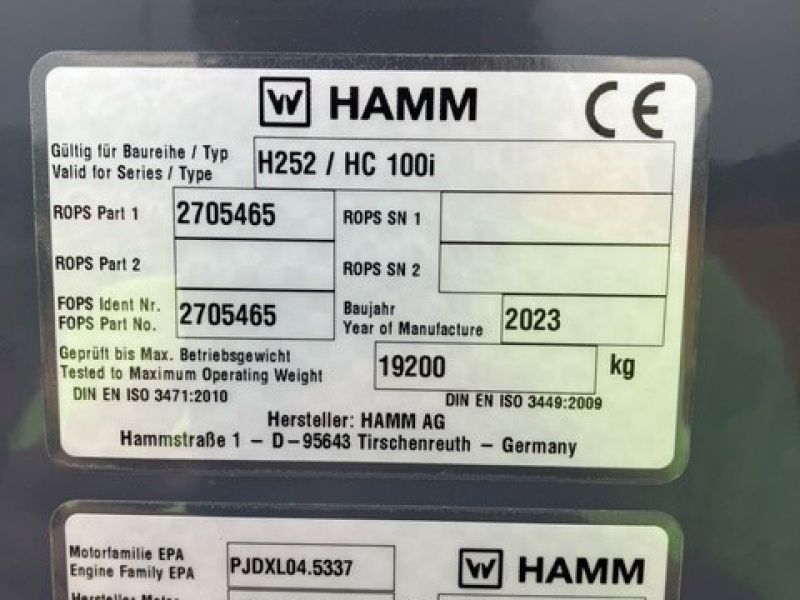 HAMM CE
Gültig für Baureihe / Typ
Valid for Series / Type
H252 / HC 100i
ROPS Part 1 2705465 ROPS SN 1
ROPS Part 2 ROPS SN 2
FOPS Ident Nr.
FOPS Part No.
2705465
Baujahr
Year of Manufacture
2023
Geprüft bis Max. Betriebsgewicht
Tested to Maximum Operating Weight
19200 kg
DIN EN ISO 3471:2010 DIN EN ISO 3449:2009
Hersteller: HAMM AG
Hammstraße 1 – D–95643 Tirschenreuth – Germany
Motorfamilie EPA
Engine Family EPA
PJDXL04.5337
HAMM
Hersteller Motor